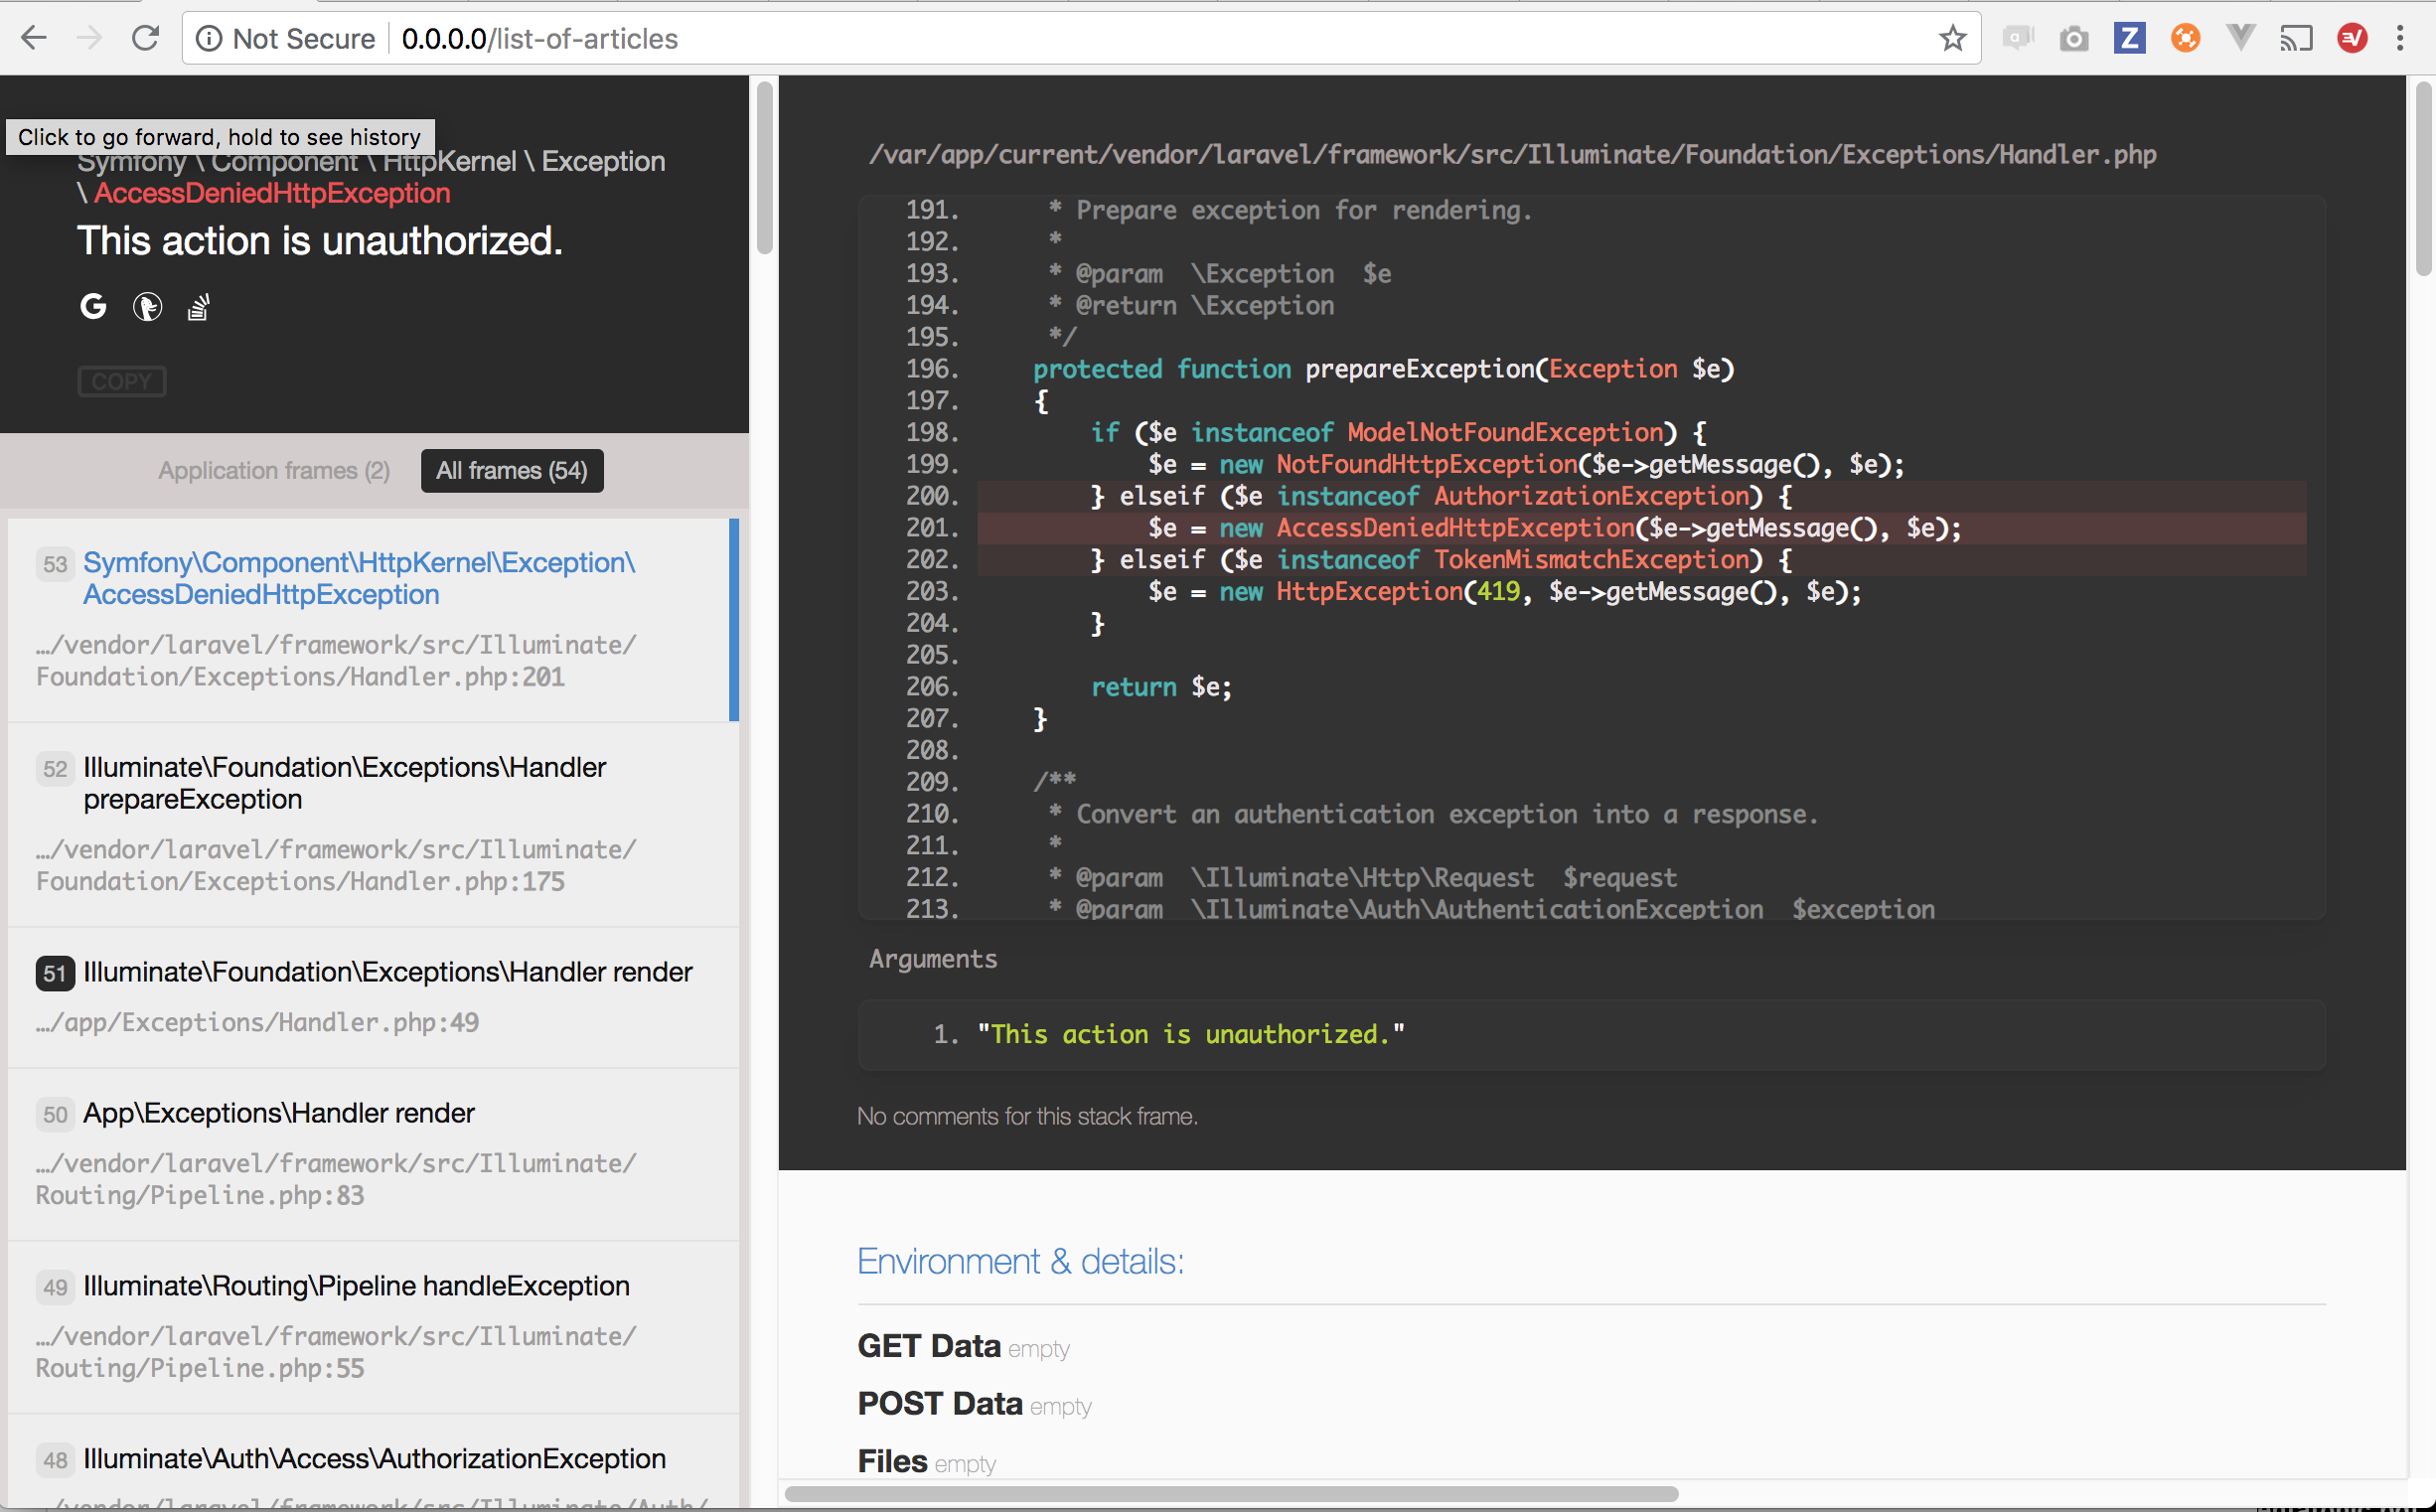 Not Secure 0.0.0.0/list-of-articles
Click to go forward, hold to see history
Symfony \ Component \ HttpKernel \ Exception
\ AccessDeniedHttpException
This action is unauthorized.
COPY
Application frames (2) All frames (54)
53 Symfony\Component\HttpKernel\Exception\
AccessDeniedHttpException
…/vendor/laravel/framework/src/Illuminate/
Foundation/Exceptions/Handler.php:201
52 Illuminate\Foundation\Exceptions\Handler
prepareException
…/vendor/laravel/framework/src/Illuminate/
Foundation/Exceptions/Handler.php:175
51 Illuminate\Foundation\Exceptions\Handler render
…/app/Exceptions/Handler.php:49
50 App\Exceptions\Handler render
…/vendor/laravel/framework/src/Illuminate/
Routing/Pipeline.php:83
49 Illuminate\Routing\Pipeline handleException
…/vendor/laravel/framework/src/Illuminate/
Routing/Pipeline.php:55
48 Illuminate\Auth\Access\AuthorizationException
…/vendor/laravel/framework/src/Illuminate/Auth/
/var/app/current/vendor/laravel/framework/src/Illuminate/Foundation/Exceptions/Handler.php
191. * Prepare exception for rendering.
192. *
193. * @param \Exception $e
194. * @return \Exception
195. */
196. protected function prepareException(Exception $e)
197. {
198. if ($e instanceof ModelNotFoundException) {
199. $e = new NotFoundHttpException($e->getMessage(), $e);
200. } elseif ($e instanceof AuthorizationException) {
201. $e = new AccessDeniedHttpException($e->getMessage(), $e);
202. } elseif ($e instanceof TokenMismatchException) {
203. $e = new HttpException(419, $e->getMessage(), $e);
204. }
205.
206. return $e;
207. }
208.
209. /**
210. * Convert an authentication exception into a response.
211. *
212. * @param \Illuminate\Http\Request $request
213. * @param \Illuminate\Auth\AuthenticationException $exception
Arguments
1. "This action is unauthorized."
No comments for this stack frame.
Environment & details:
GET Data empty
POST Data empty
Files empty